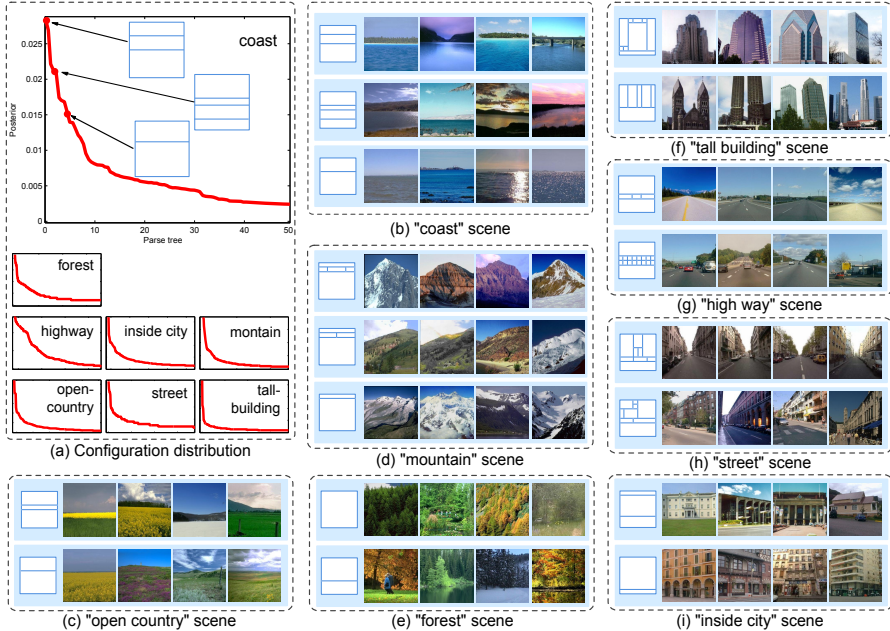 coast
0.025
0.02
0.015
0.01
0.005
0
Posterior
0
10
20
30
40
50
Parse tree
forest
highway
inside city
montain
open-
country
street
tall-
building
(a) Configuration distribution
(b) "coast" scene
(c) "open country" scene
(d) "mountain" scene
(e) "forest" scene
(f) "tall building" scene
(g) "high way" scene
(h) "street" scene
(i) "inside city" scene